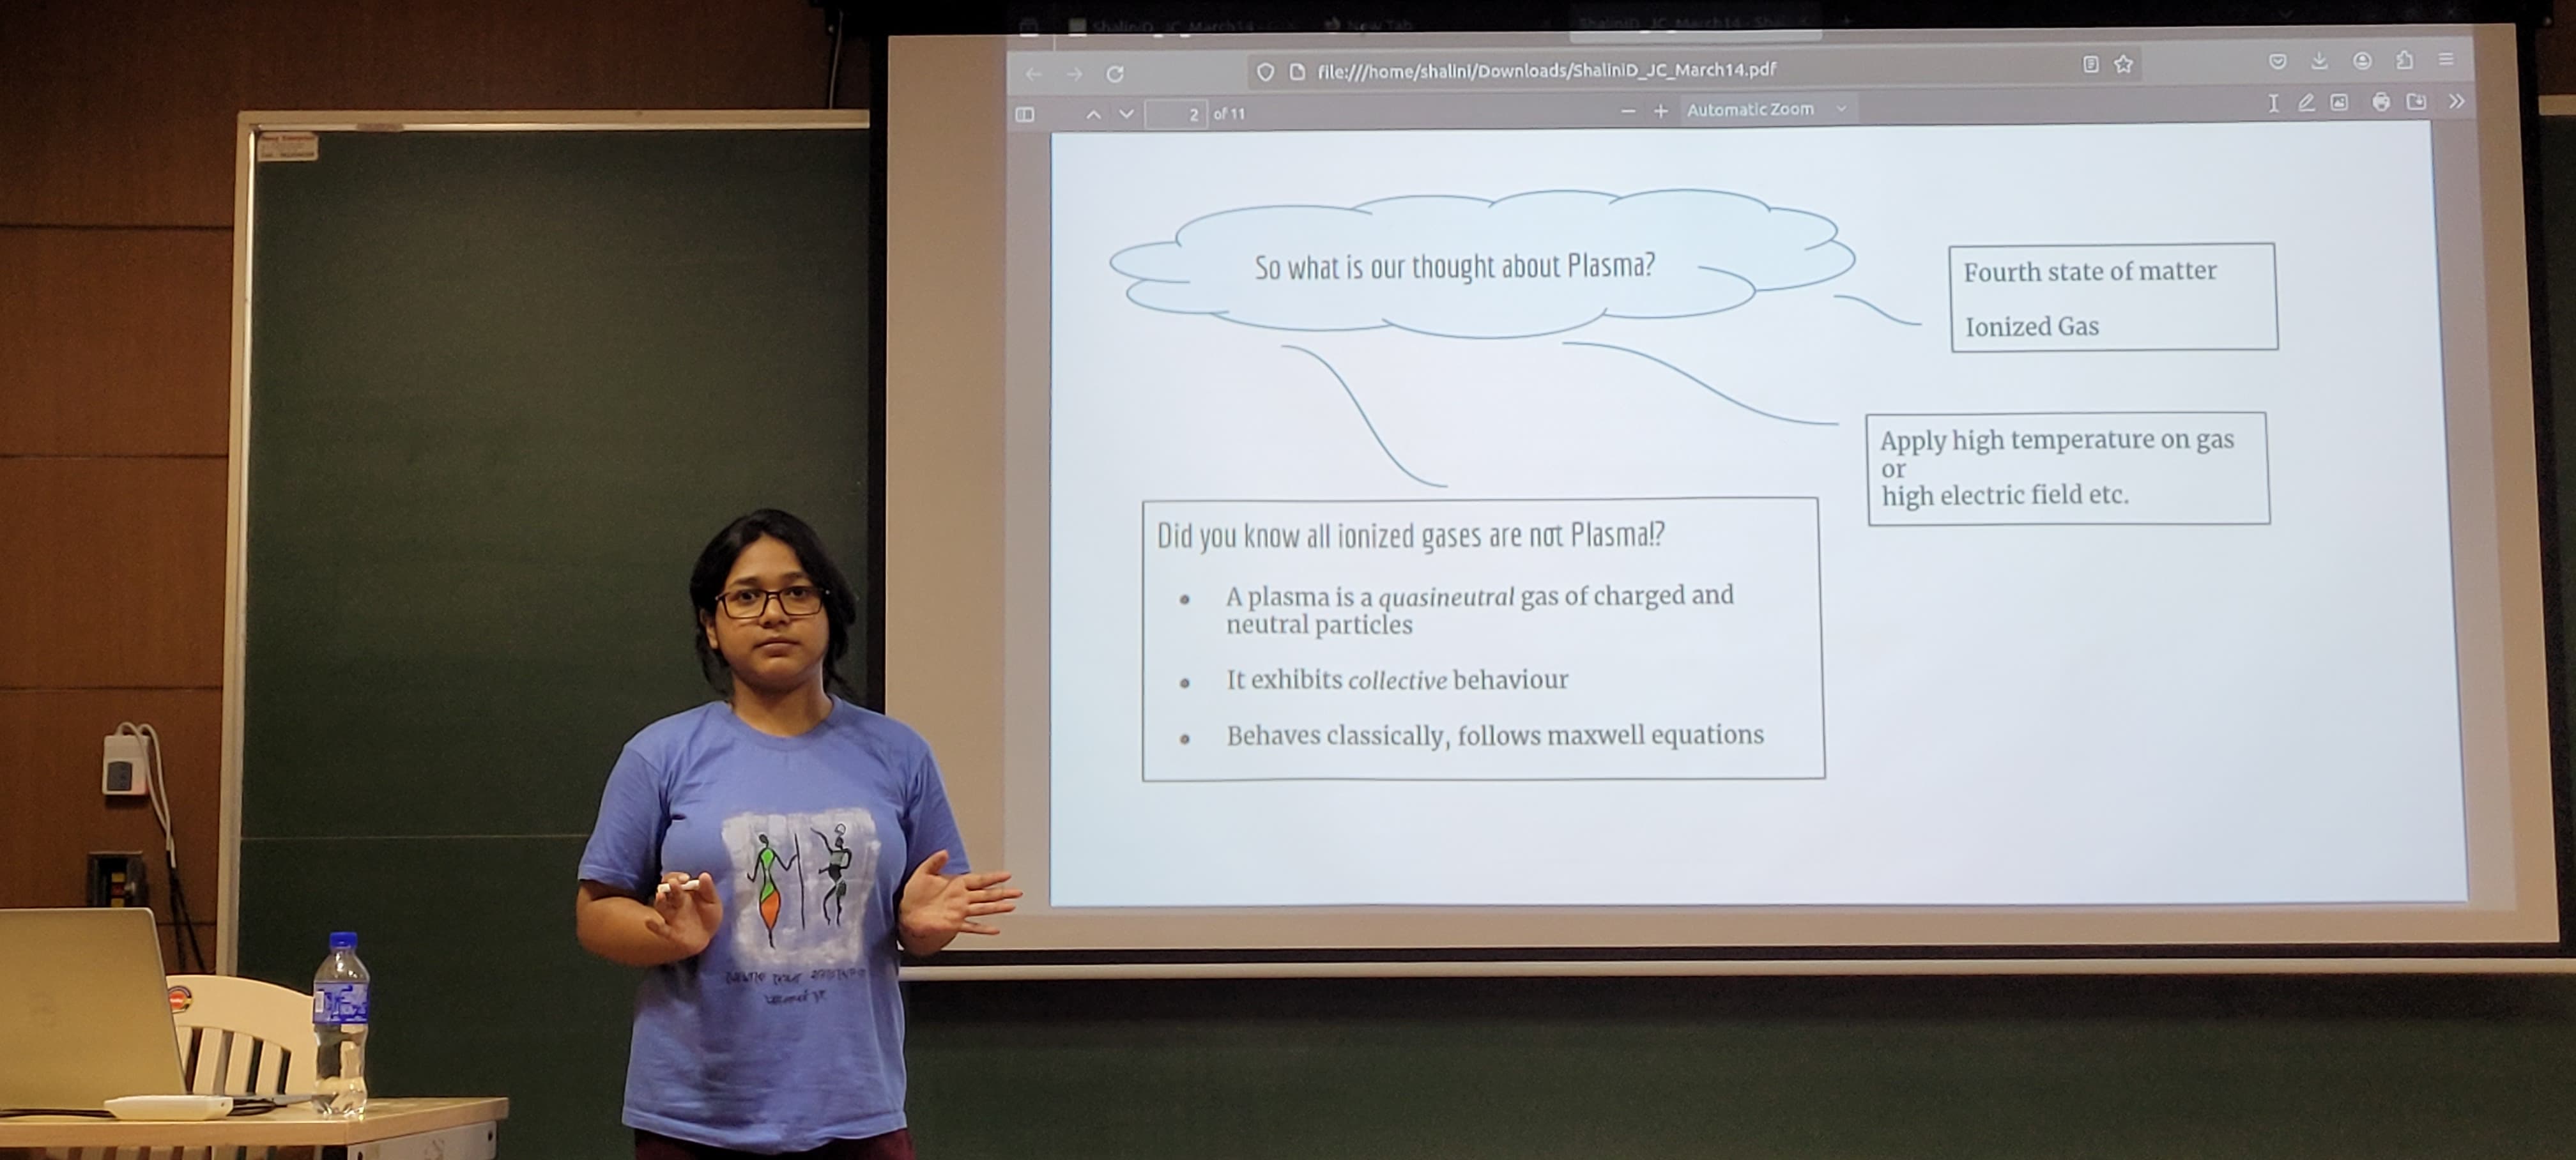 New Tab
file:///home/shalini/Downloads/ShaliniD_JC_March14.pdf
2 of 11
Automatic Zoom
So what is our thought about Plasma?
Fourth state of matter
Ionized Gas
Apply high temperature on gas
or
high electric field etc.
Did you know all ionized gases are not Plasma!?
• A plasma is a quasineutral gas of charged and
neutral particles
• It exhibits collective behaviour
• Behaves classically, follows maxwell equations